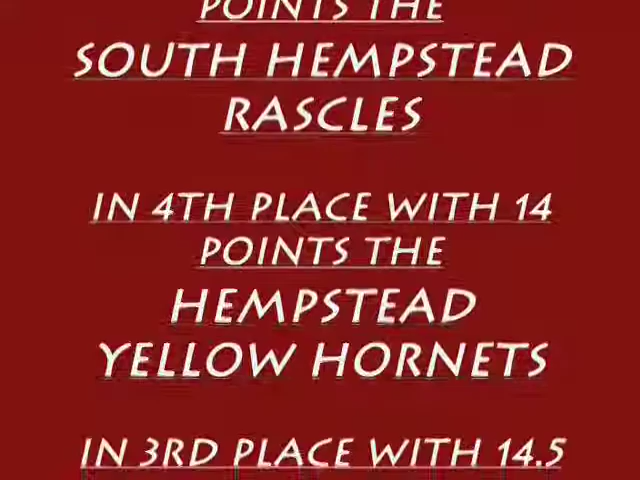 POINTS THE
SOUTH HEMPSTEAD
RASCLES
IN 4TH PLACE WITH 14
POINTS THE
HEMPSTEAD
YELLOW HORNETS
IN 3RD PLACE WITH 14.5